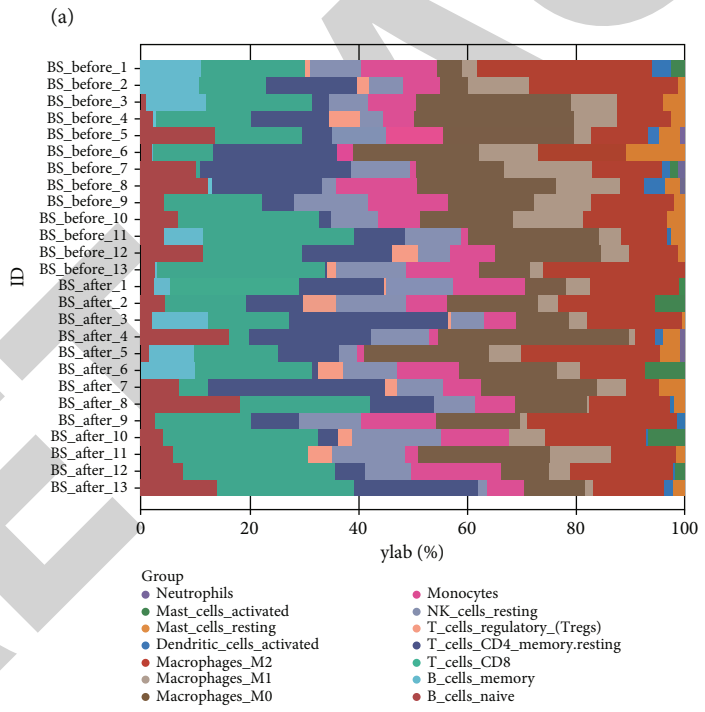 (a)
BS_before_1
BS_before_2
BS_before_3
BS_before_4
BS_before_5
BS_before_6
BS_before_7
BS_before_8
BS_before_9
BS_before_10
BS_before_11
BS_before_12
BS_before_13
BS_after_1
BS_after_2
BS_after_3
BS_after_4
BS_after_5
BS_after_6
BS_after_7
BS_after_8
BS_after_9
BS_after_10
BS_after_11
BS_after_12
BS_after_13
ID
0 20 40 60 80 100
ylab (%)
Group
Neutrophils
Mast_cells_activated
Mast_cells_resting
Dendritic_cells_activated
Macrophages_M2
Macrophages_M1
Macrophages_M0
Monocytes
NK_cells_resting
T_cells_regulatory_(Tregs)
T_cells_CD4_memory.resting
T_cells_CD8
B_cells_memory
B_cells_naive